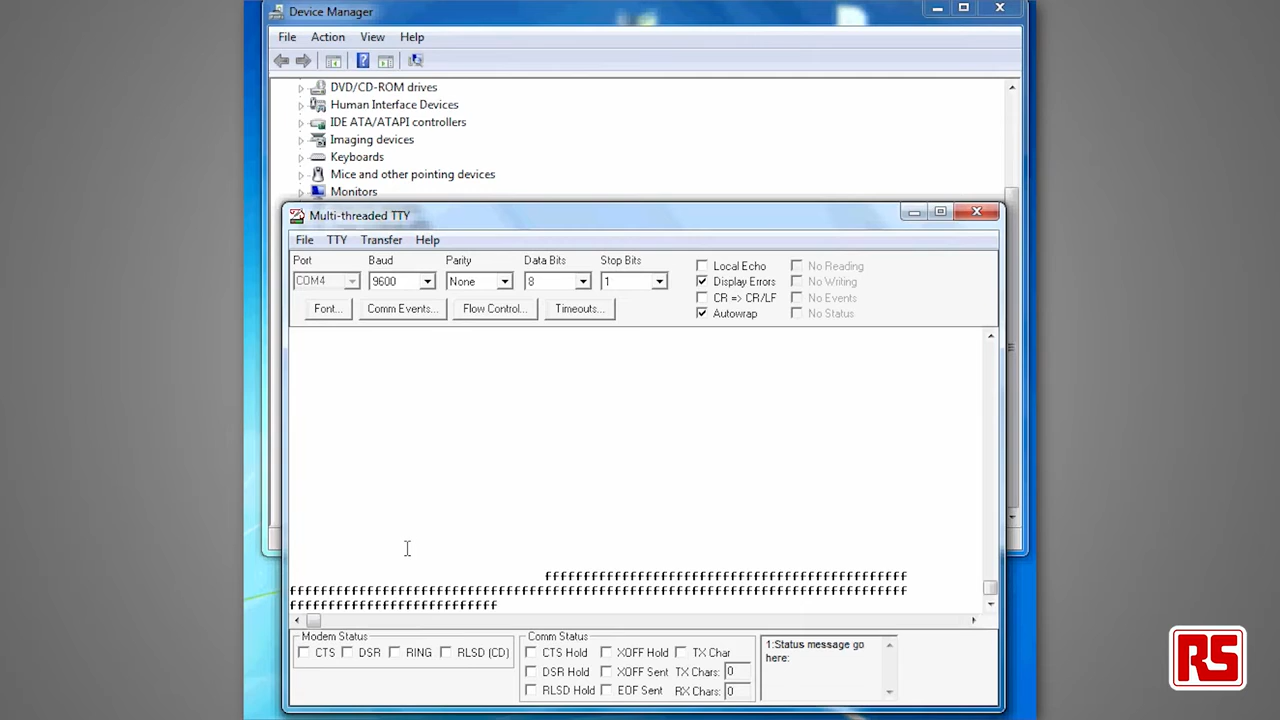 Device Manager
File Action View Help
DVD/CD-ROM drives
Human Interface Devices
IDE ATA/ATAPI controllers
Imaging devices
Keyboards
Mice and other pointing devices
Monitors
Multi-threaded TTY
File TTY Transfer Help
Port Baud Parity Data Bits Stop Bits
COM4 9600 None 8 1
Font... Comm Events... Flow Control... Timeouts...
Local Echo No Reading
Display Errors No Writing
CR => CR/LF No Events
Autowrap No Status
fffffffffffffffffffffffffffffffffffffffffffffff
ffffffffffffffffffffffffffffffffffffffffffffffffffffffffffffffffffffffffffffffff
fffffffffffffffffffffffffff
Modem Status
CTS DSR RING RLSD (CD)
Comm Status
CTS Hold XOFF Hold TX Char
DSR Hold XOFF Sent TX Chars: 0
RLSD Hold EOF Sent RX Chars: 0
1:Status message go
here:
RS